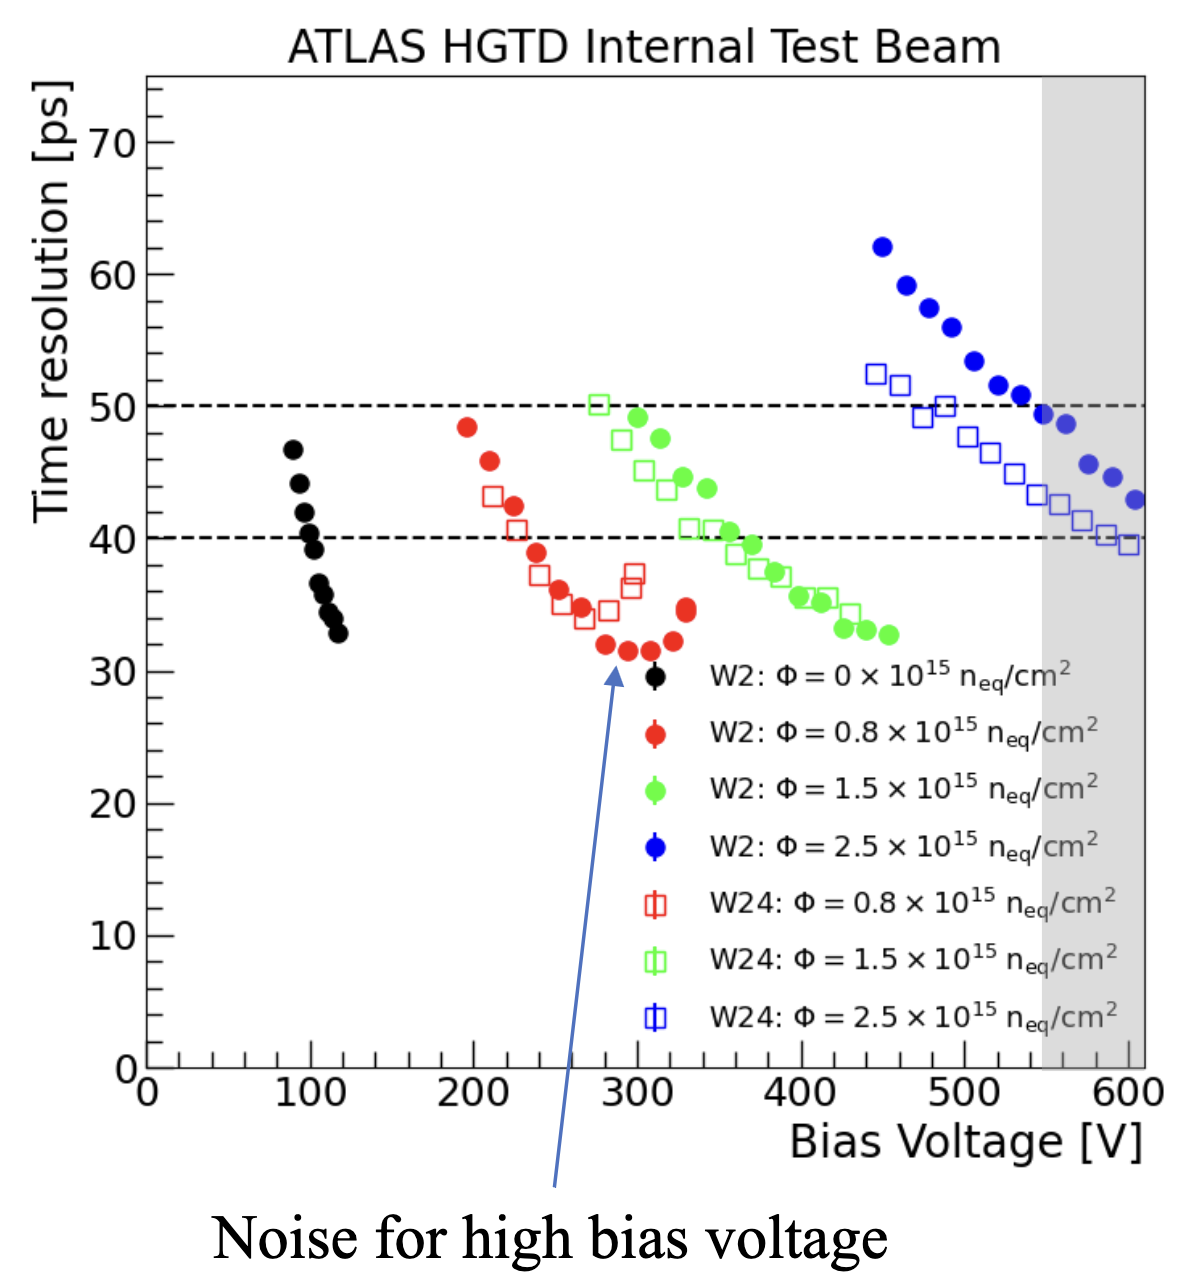 ATLAS HGTD Internal Test Beam
Time resolution [ps]
70
60
50
40
30
20
10
0
W2: Φ = 0 × 10¹⁵ n_eq/cm²
W2: Φ = 0.8 × 10¹⁵ n_eq/cm²
W2: Φ = 1.5 × 10¹⁵ n_eq/cm²
W2: Φ = 2.5 × 10¹⁵ n_eq/cm²
W24: Φ = 0.8 × 10¹⁵ n_eq/cm²
W24: Φ = 1.5 × 10¹⁵ n_eq/cm²
W24: Φ = 2.5 × 10¹⁵ n_eq/cm²
0 100 200 300 400 500 600
Bias Voltage [V]
Noise for high bias voltage